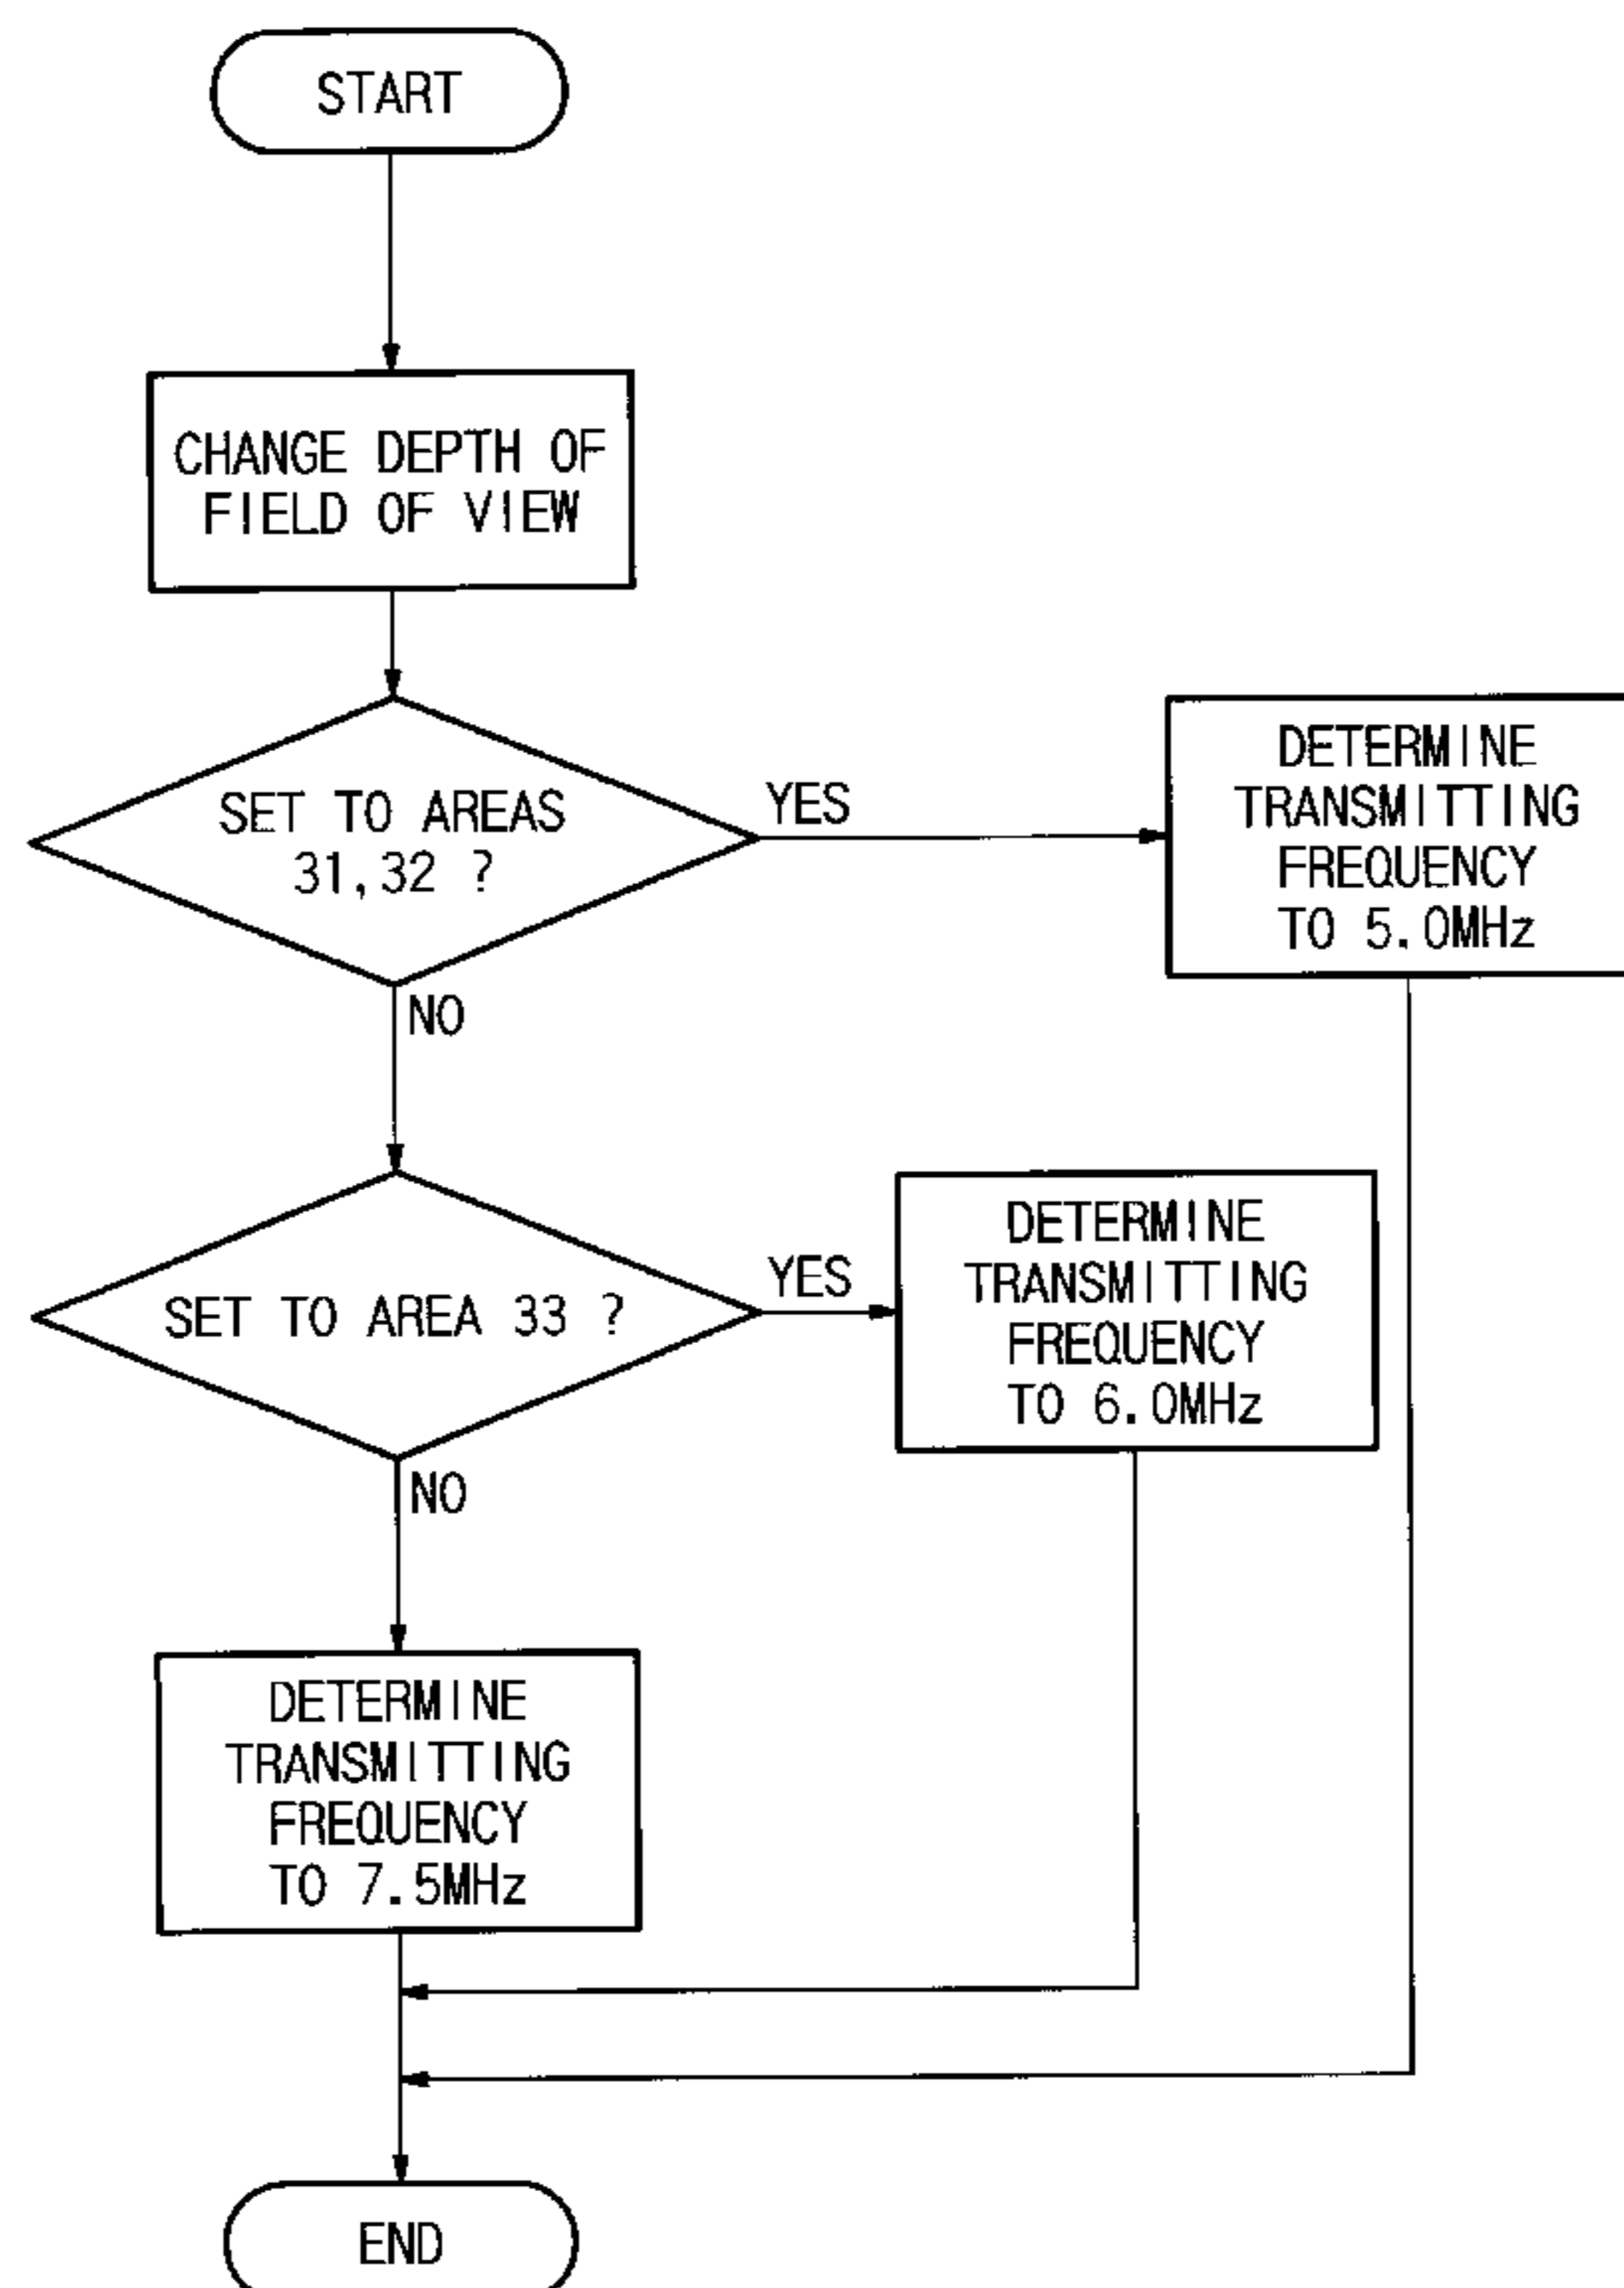 START
CHANGE DEPTH OF
FIELD OF VIEW
SET TO AREAS
31,32 ?
YES
DETERMINE
TRANSMITTING
FREQUENCY
TO 5.0MHz
NO
SET TO AREA 33 ?
YES
DETERMINE
TRANSMITTING
FREQUENCY
TO 6.0MHz
NO
DETERMINE
TRANSMITTING
FREQUENCY
TO 7.5MHz
END